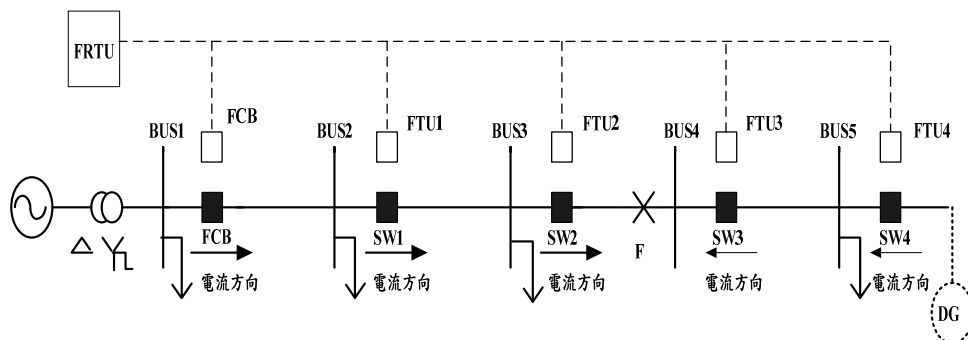 FRTU
FCB
FTU1
FTU2
FTU3
FTU4
BUS1
BUS2
BUS3
BUS4
BUS5
FCB
SW1
SW2
F
SW3
SW4
電流方向
電流方向
電流方向
電流方向
電流方向
DG